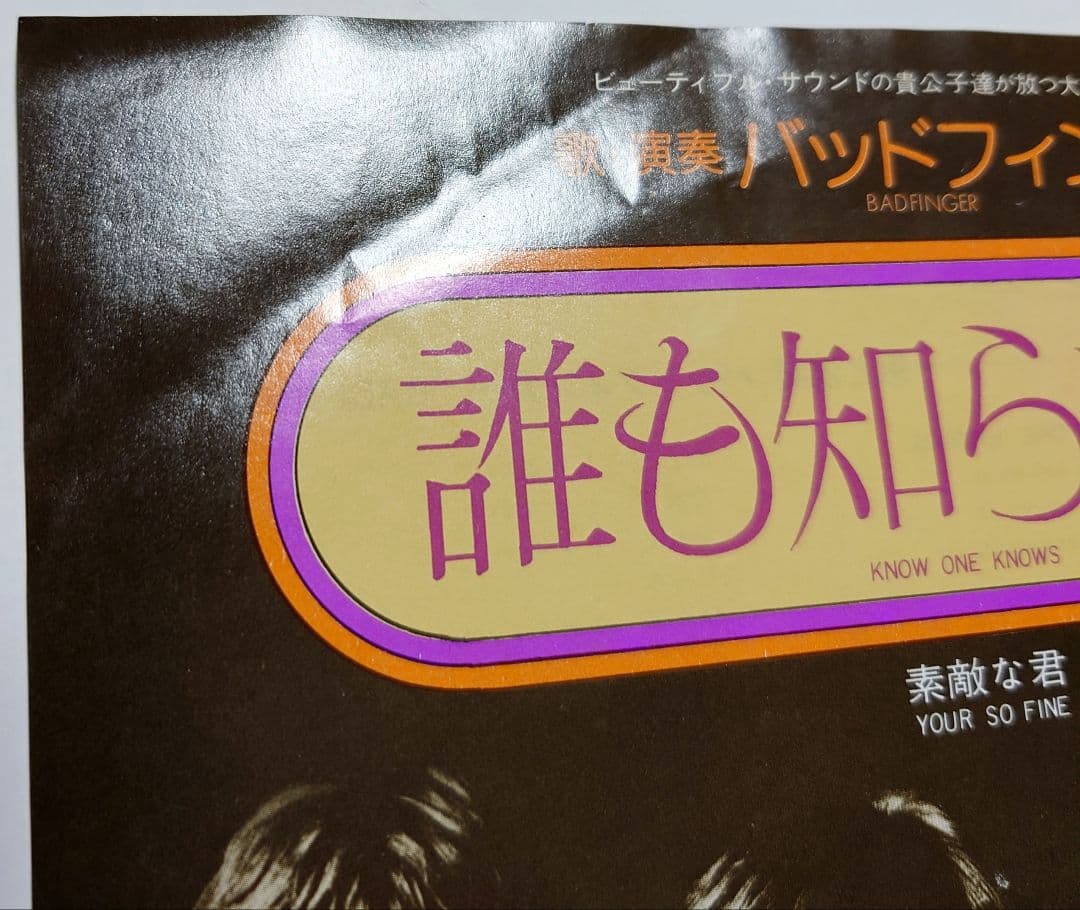 ビューティフル・サウンドの貴公子達が放つ大
歌 演奏 バッドフィン
BADFINGER
誰も知ら
KNOW ONE KNOWS
素敵な君
YOUR SO FINE